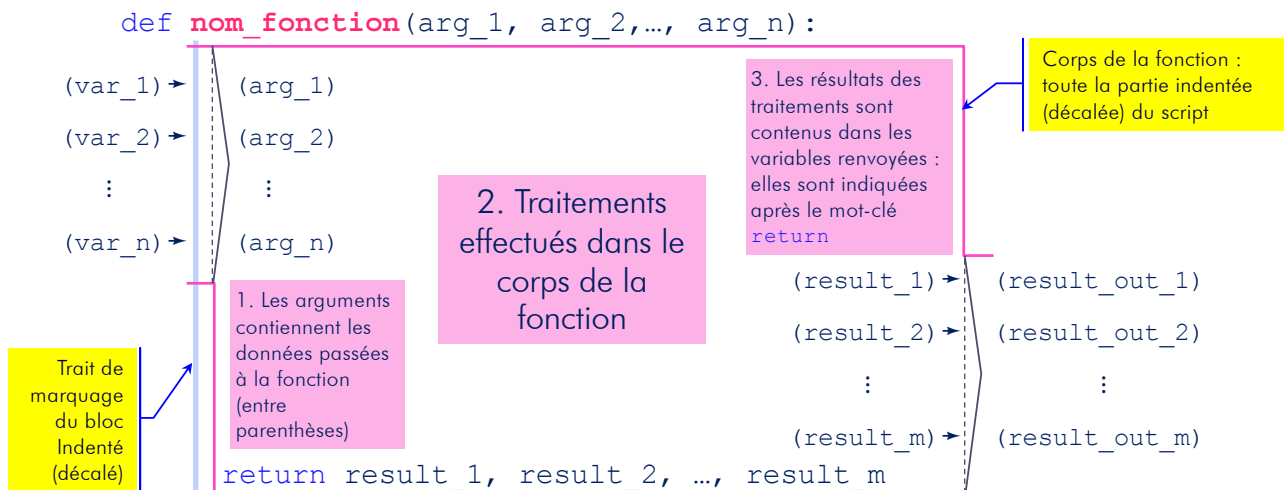 def nom_fonction(arg_1, arg_2,…, arg_n):
(var_1) (arg_1)
(var_2) (arg_2)
⋮ ⋮
(var_n) (arg_n)
3. Les résultats des
traitements sont
contenus dans les
variables renvoyées :
elles sont indiquées
après le mot-clé
return
Corps de la fonction :
toute la partie indentée
(décalée) du script
2. Traitements
effectués dans le
corps de la
fonction
1. Les arguments
contiennent les
données passées
à la fonction
(entre
parenthèses)
(result_1) (result_out_1)
(result_2) (result_out_2)
⋮ ⋮
(result_m) (result_out_m)
Trait de
marquage
du bloc
Indenté
(décalé)
return result_1, result_2, …, result_m